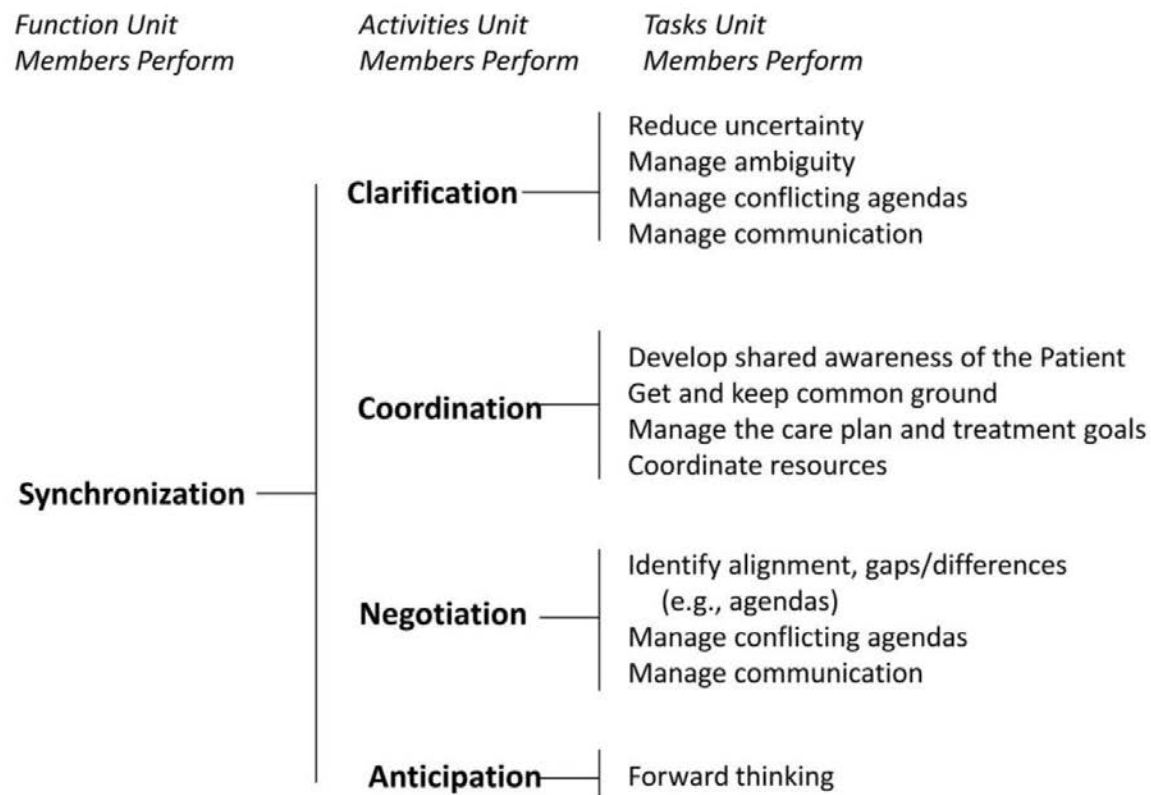 Function Unit
Members Perform
Activities Unit
Members Perform
Tasks Unit
Members Perform
Synchronization
Clarification
Reduce uncertainty
Manage ambiguity
Manage conflicting agendas
Manage communication
Coordination
Develop shared awareness of the Patient
Get and keep common ground
Manage the care plan and treatment goals
Coordinate resources
Negotiation
Identify alignment, gaps/differences
(e.g., agendas)
Manage conflicting agendas
Manage communication
Anticipation
Forward thinking